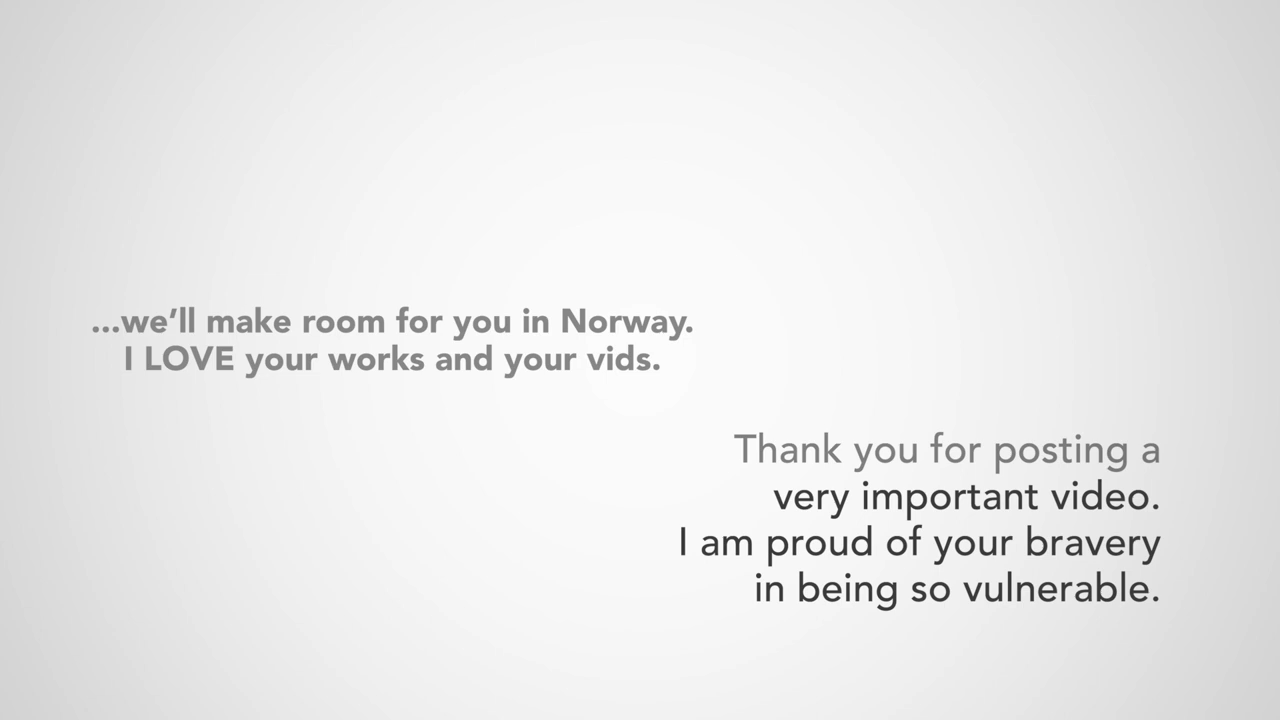 ...we’ll make room for you in Norway.
I LOVE your works and your vids.
Thank you for posting a
very important video.
I am proud of your bravery
in being so vulnerable.